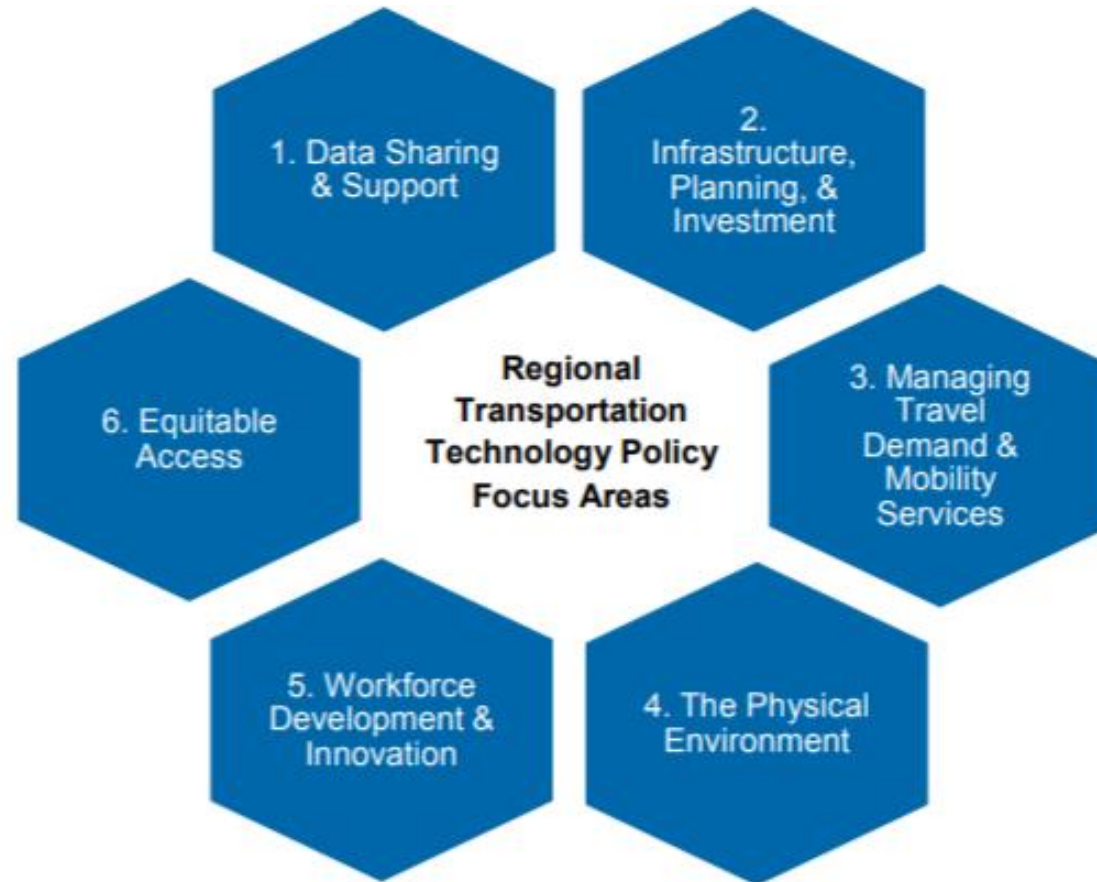 1. Data Sharing
& Support
2.
Infrastructure,
Planning, &
Investment
Regional
Transportation
Technology Policy
Focus Areas
3. Managing
Travel
Demand &
Mobility
Services
4. The Physical
Environment
5. Workforce
Development &
Innovation
6. Equitable
Access